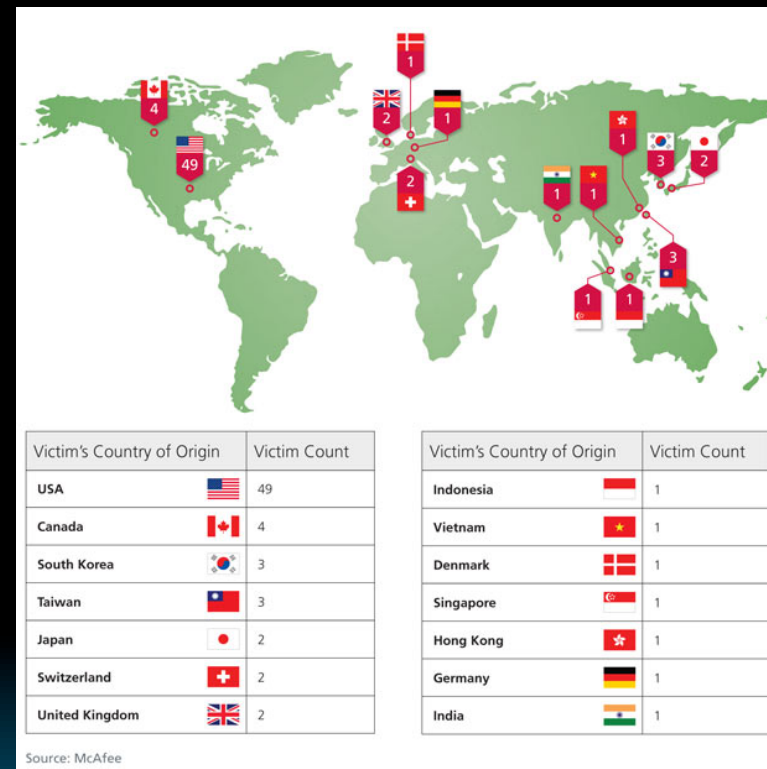 1
4
2
1
49
2
1
1
1
3
2
3
1
1
Victim's Country of Origin Victim Count
USA 49
Canada 4
South Korea 3
Taiwan 3
Japan 2
Switzerland 2
United Kingdom 2
Victim's Country of Origin Victim Count
Indonesia 1
Vietnam 1
Denmark 1
Singapore 1
Hong Kong 1
Germany 1
India 1
Source: McAfee